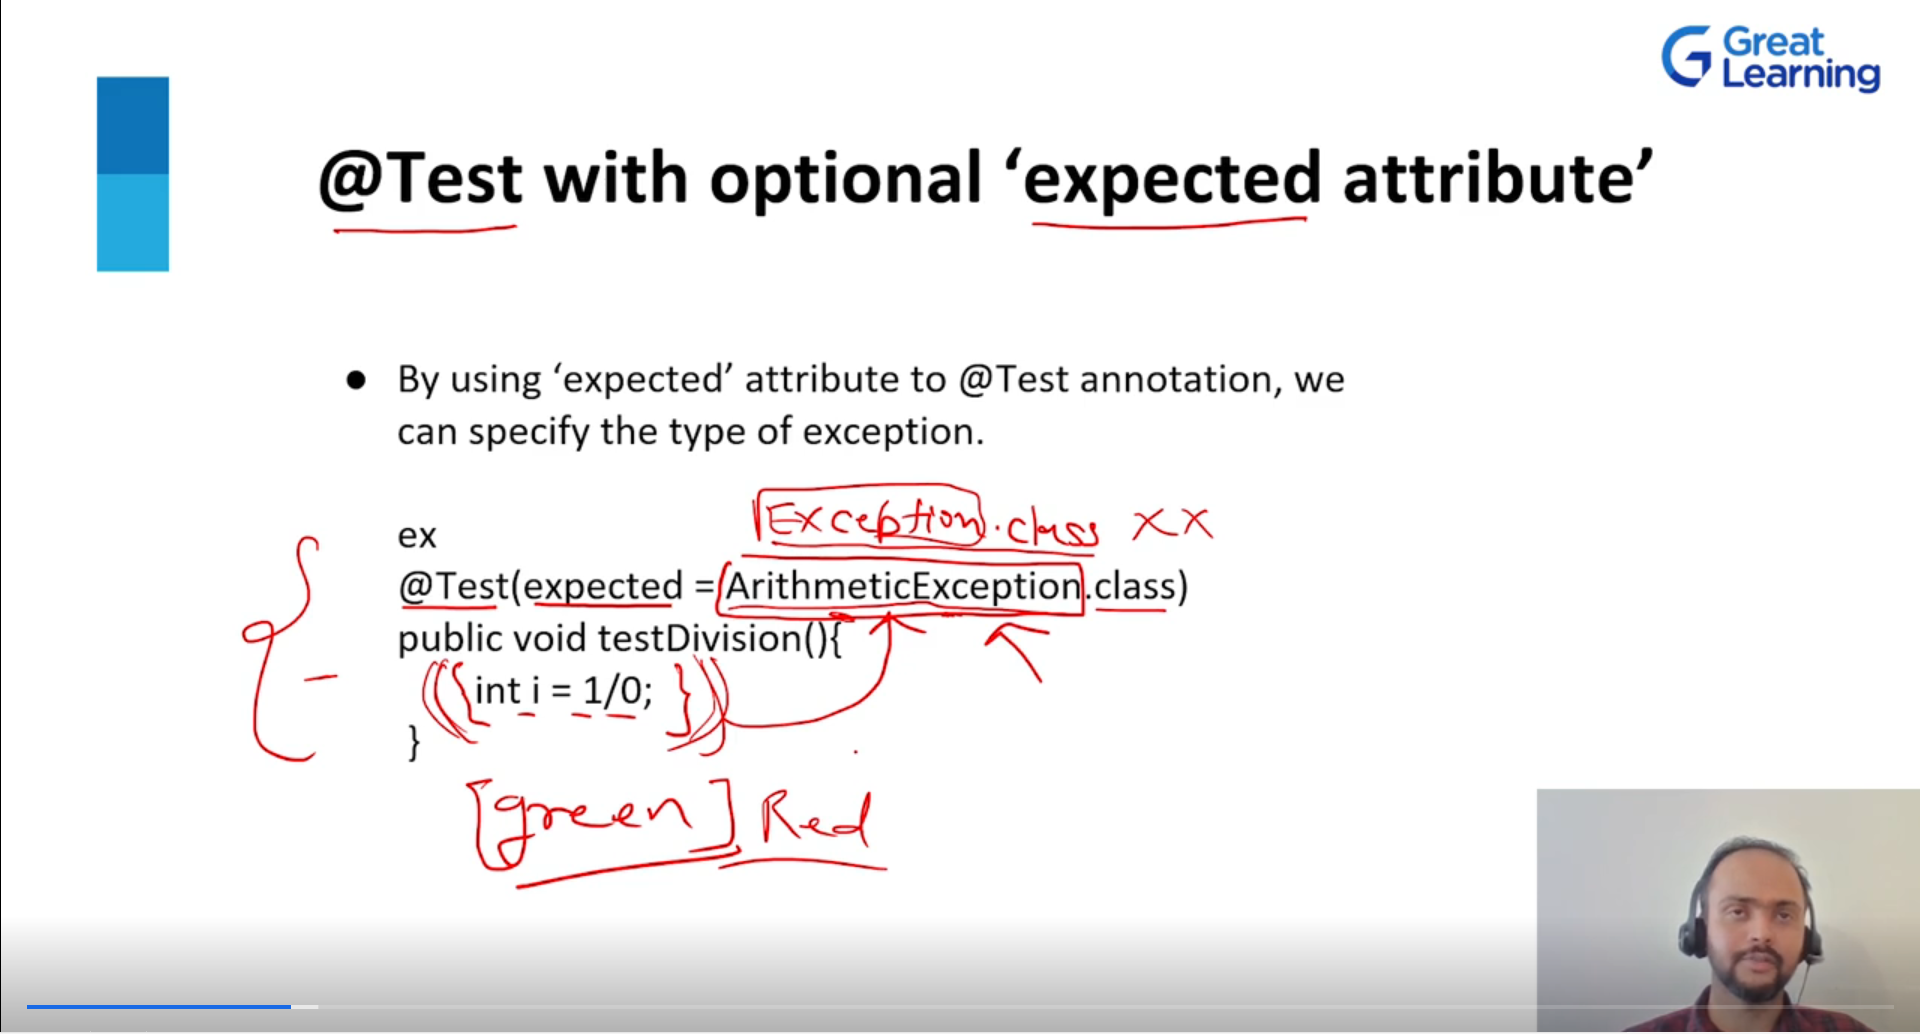 Great
Learning
@Test with optional ‘expected attribute’
● By using ‘expected’ attribute to @Test annotation, we
can specify the type of exception.
Exception.class XX
ex
@Test(expected =ArithmeticException.class)
public void testDivision(){
int i = 1/0;
}
[green] Red